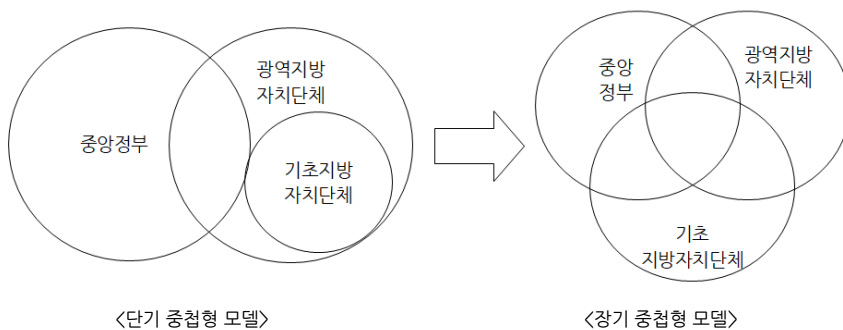 중앙정부
광역지방
자치단체
기초지방
자치단체
<단기 중첩형 모델>
중앙
정부
광역지방
자치단체
기초
지방자치단체
<장기 중첩형 모델>